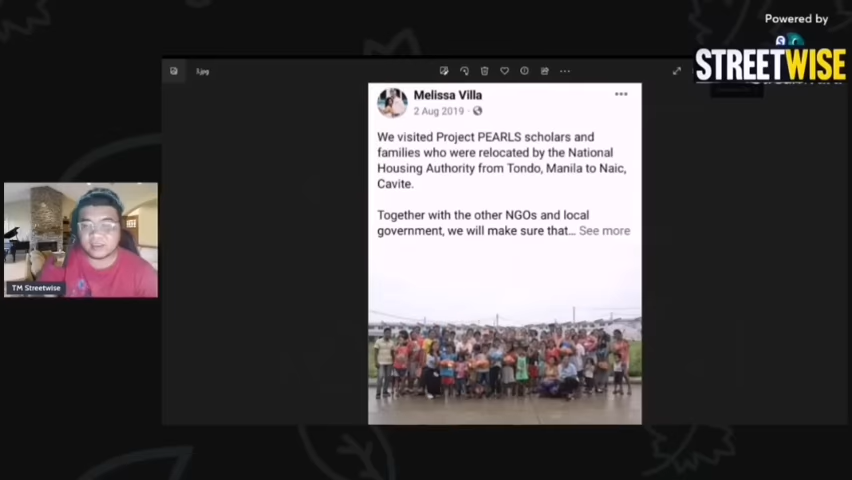 Powered by
STREETWISE
Melissa Villa
2 Aug 2019
We visited Project PEARLS scholars and
families who were relocated by the National
Housing Authority from Tondo, Manila to Naic,
Cavite.
Together with the other NGOs and local
government, we will make sure that... See more
TM Streetwise